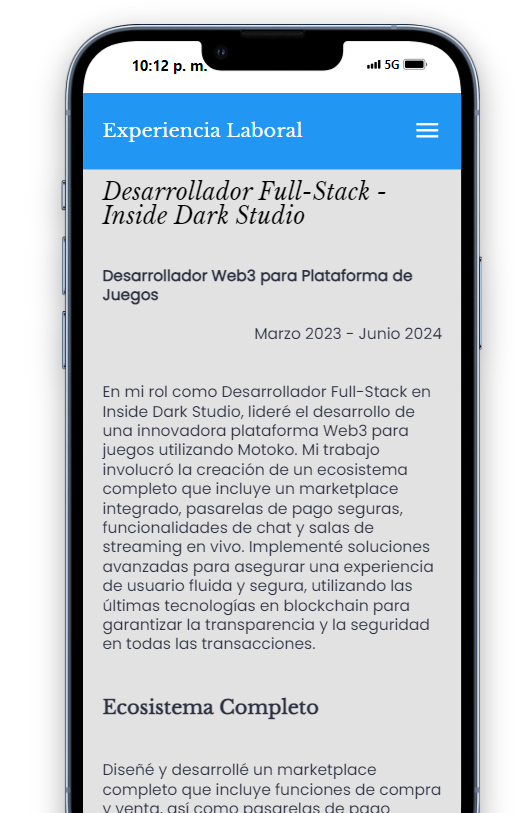 10:12 p. m.
5G
Experiencia Laboral
Desarrollador Full-Stack -
Inside Dark Studio
Desarrollador Web3 para Plataforma de
Juegos
Marzo 2023 - Junio 2024
En mi rol como Desarrollador Full-Stack en
Inside Dark Studio, lideré el desarrollo de
una innovadora plataforma Web3 para
juegos utilizando Motoko. Mi trabajo
involucró la creación de un ecosistema
completo que incluye un marketplace
integrado, pasarelas de pago seguras,
funcionalidades de chat y salas de
streaming en vivo. Implementé soluciones
avanzadas para asegurar una experiencia
de usuario fluida y segura, utilizando las
últimas tecnologías en blockchain para
garantizar la transparencia y la seguridad
en todas las transacciones.
Ecosistema Completo
Diseñé y desarrollé un marketplace
completo que incluye funciones de compra
y venta, así como pasarelas de pago